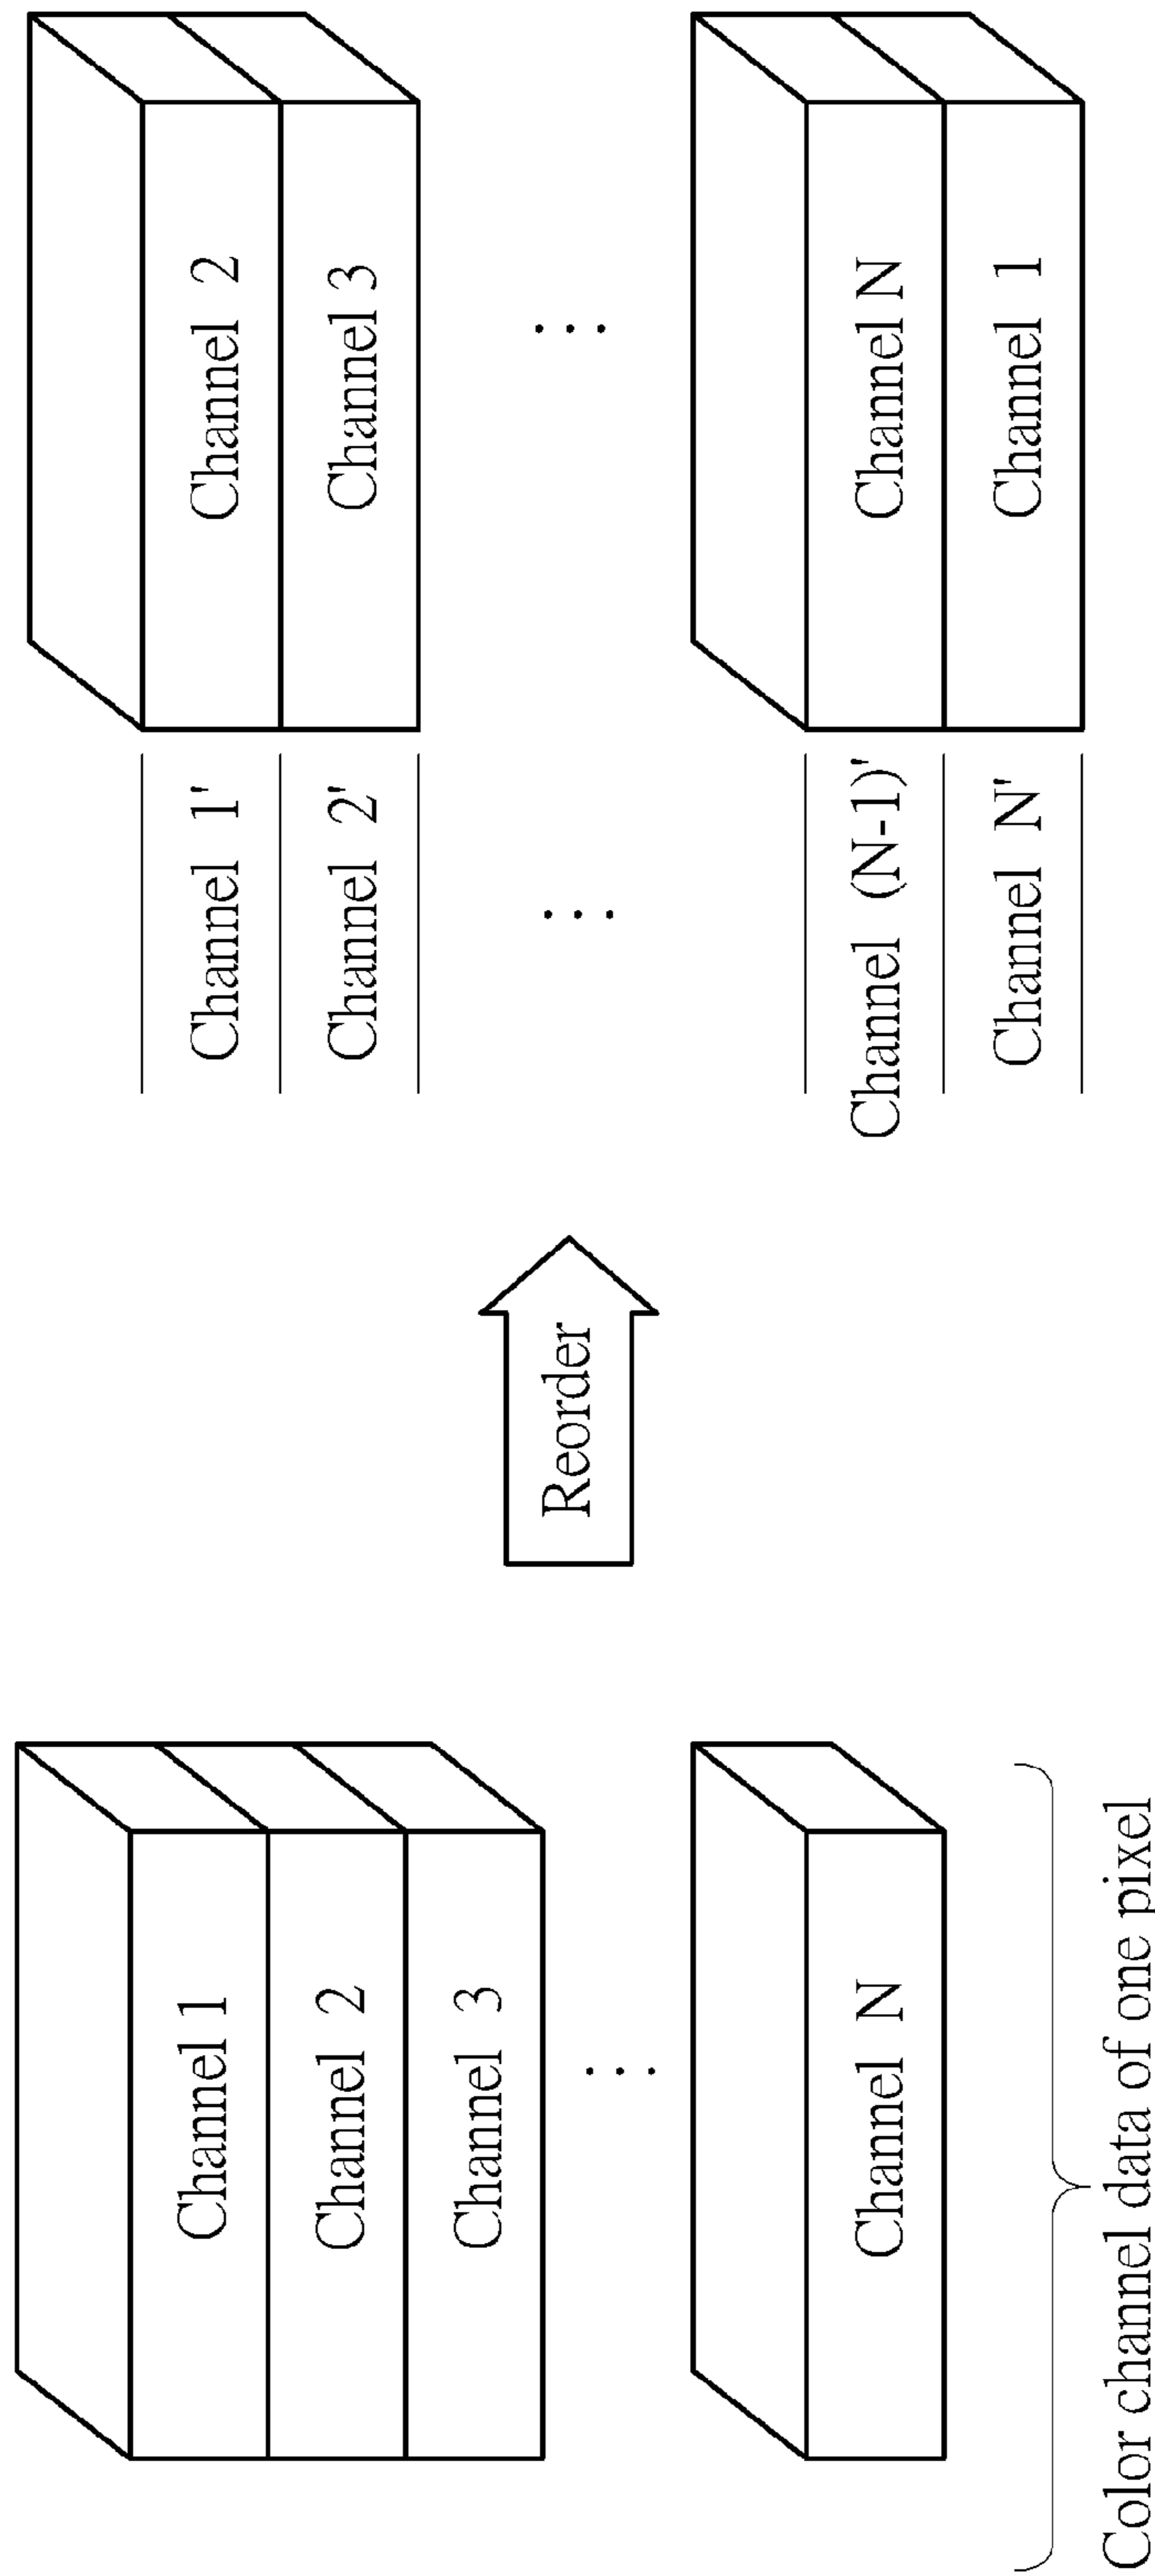 Channel 1
Channel 2
Channel 3
...
Channel N
Color channel data of one pixel
Reorder
Channel 1'
Channel 2'
...
Channel (N-1)'
Channel N'
Channel 2
Channel 3
...
Channel N
Channel 1